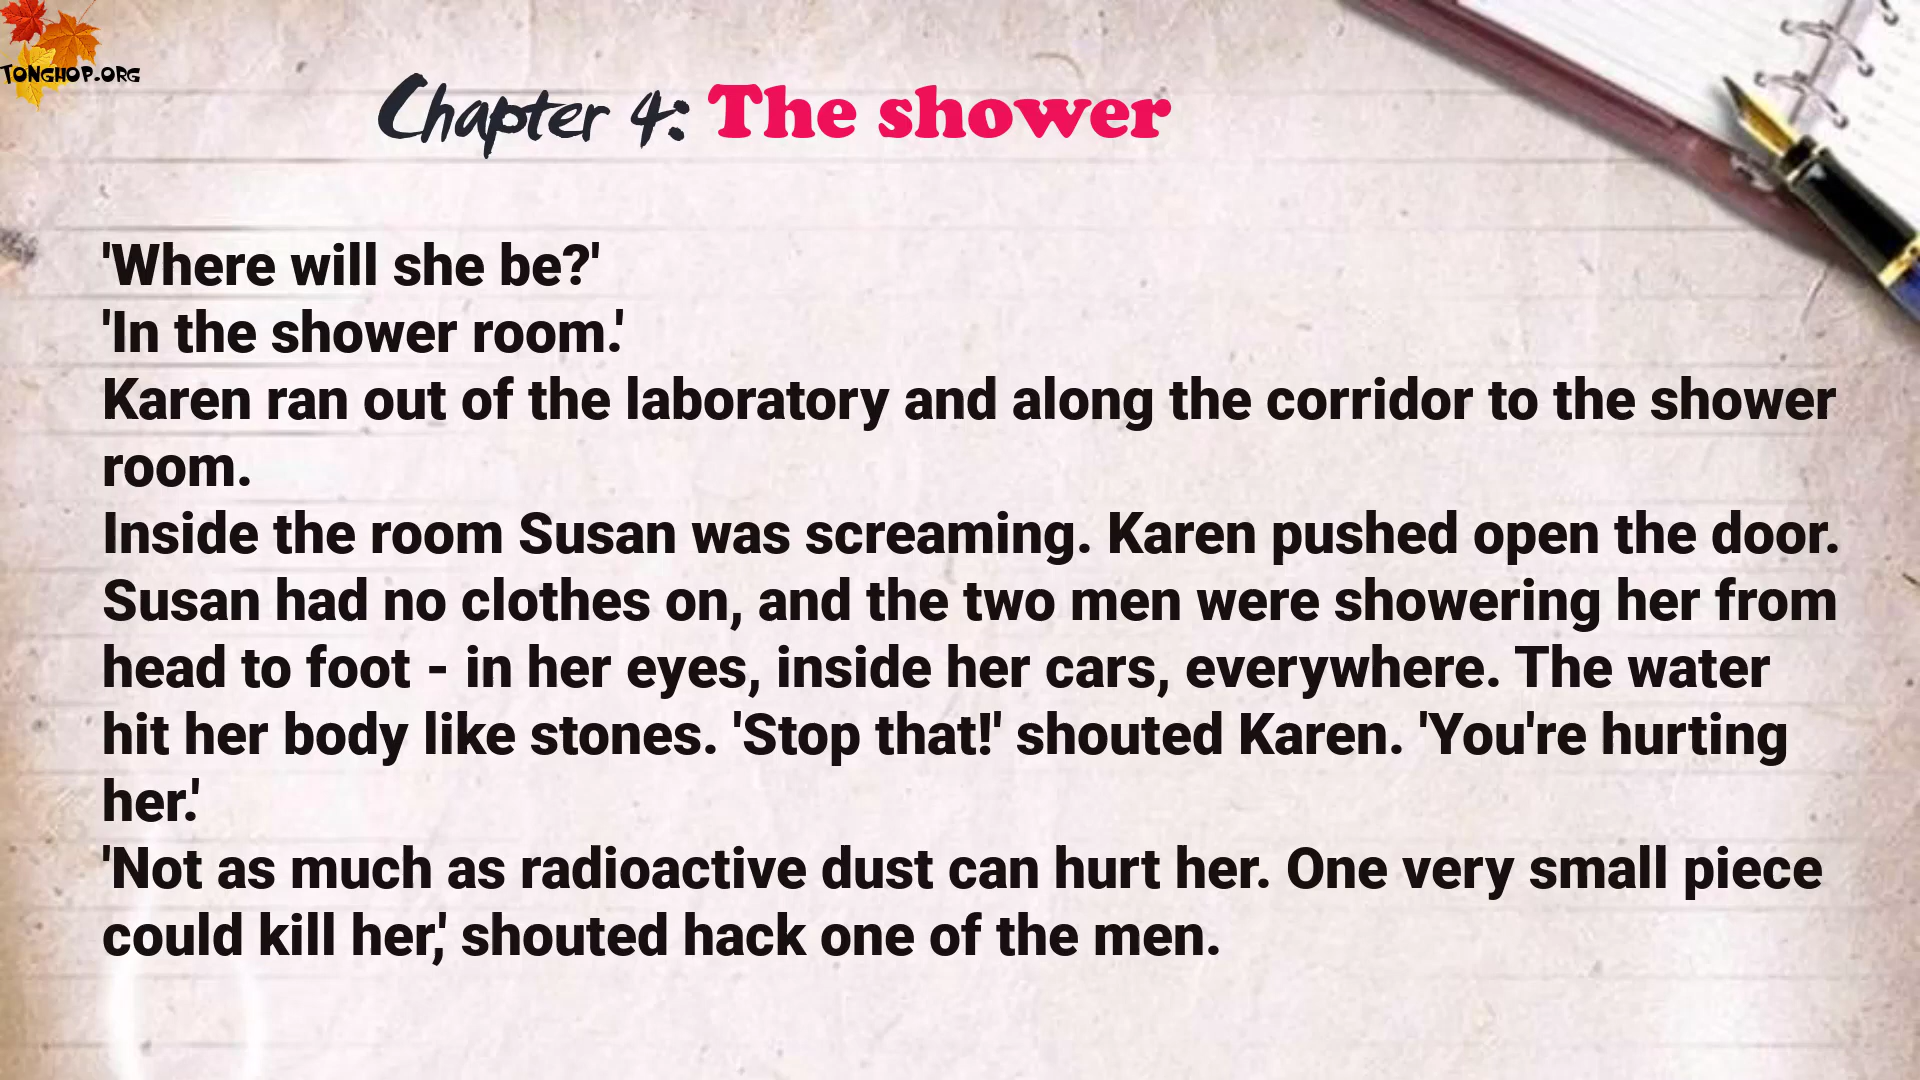 TONGHOP.ORG
Chapter 4: The shower
'Where will she be?'
'In the shower room.'
Karen ran out of the laboratory and along the corridor to the shower
room.
Inside the room Susan was screaming. Karen pushed open the door.
Susan had no clothes on, and the two men were showering her from
head to foot - in her eyes, inside her cars, everywhere. The water
hit her body like stones. 'Stop that!' shouted Karen. 'You're hurting
her.'
'Not as much as radioactive dust can hurt her. One very small piece
could kill her,' shouted hack one of the men.